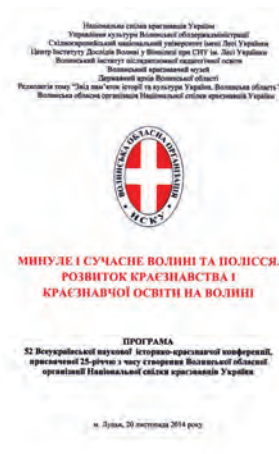 Національна спілка краєзнавців України
Управління культури Волинської облдержадміністрації
Східноєвропейський національний університет імені Лесі Українки
Центр Інституту Досліди Волині у Вінніпезі при СНУ ім. Лесі Українки
Волинський інститут післядипломної педагогічної освіти
Волинський краєзнавчий музей
Державний архів Волинської області
Редколегія тому "Звід пам'яток історії та культури України. Волинська область"
Волинська обласна організація Національної спілки краєзнавців України
ВОЛИНСЬКА ОБЛАСНА ОРГАНІЗАЦІЯ
НСКУ
МИНУЛЕ І СУЧАСНЕ ВОЛИНІ ТА ПОЛІССЯ.
РОЗВИТОК КРАЄЗНАВСТВА І
КРАЄЗНАВЧОЇ ОСВІТИ НА ВОЛИНІ
ПРОГРАМА
52 Всеукраїнської наукової історико-краєзнавчої конференції,
присвяченої 25-річчю з часу створення Волинської обласної
організації Національної спілки краєзнавців України
м. Луцьк, 20 листопада 2014 року